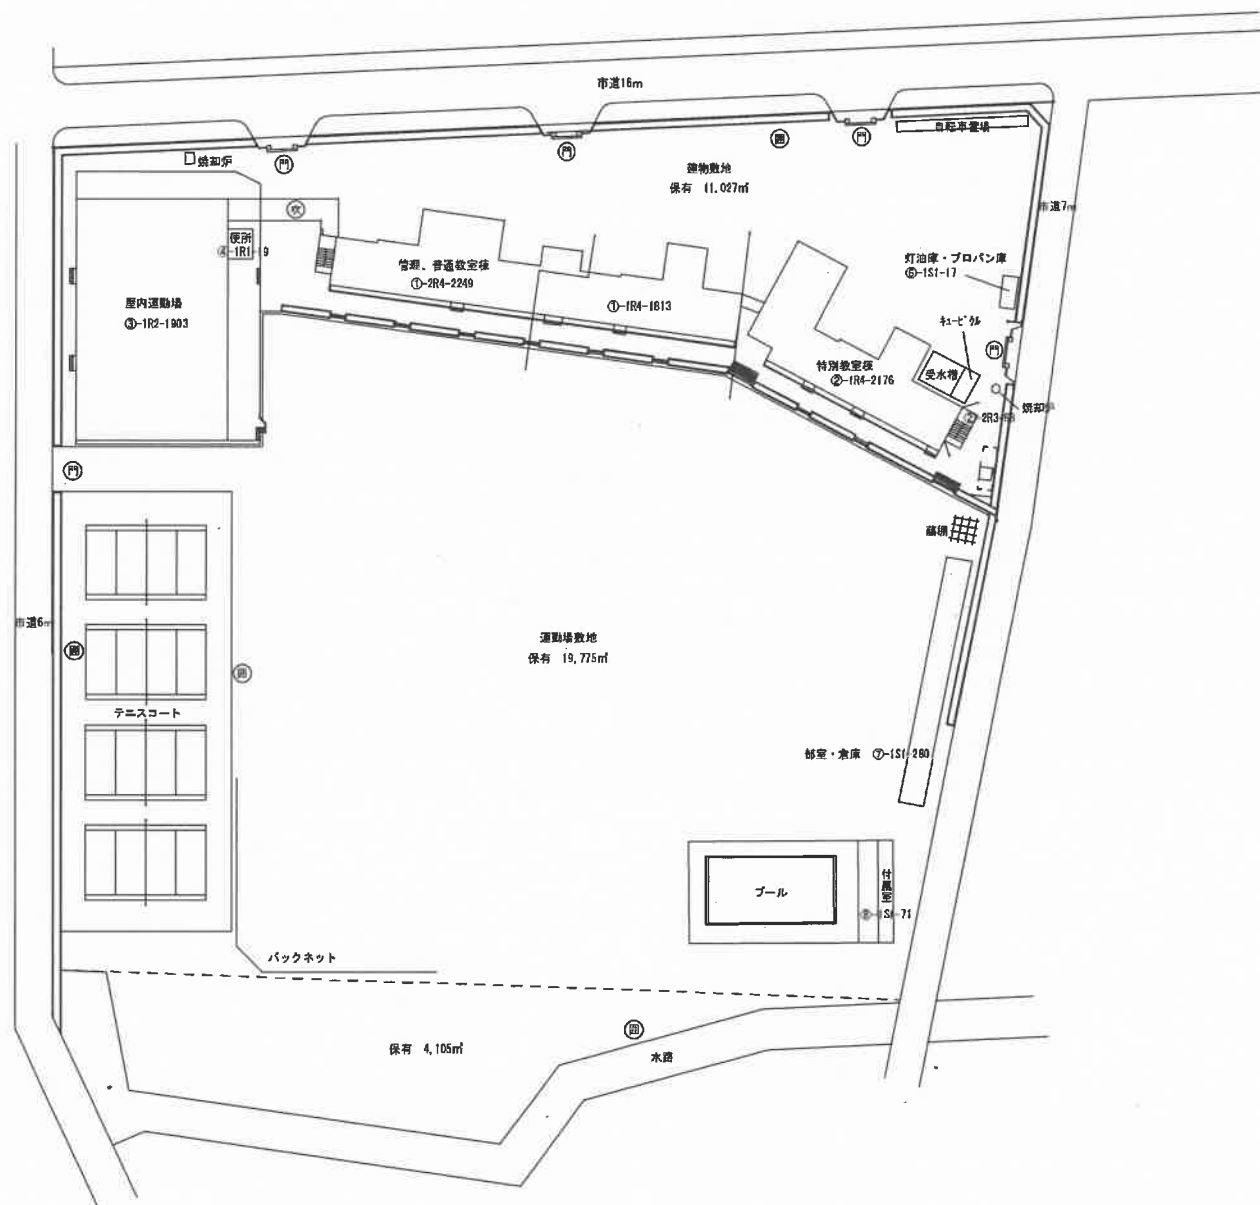 市道16m
門
門
囲
門
自転車置場
焼却炉
建物敷地
保有 11,027㎡
市道7m
便所
④-1R1-19
管理、普通教室棟
①-2R4-2249
①-1R4-1813
灯油庫・プロパン庫
⑥-1S1-17
屋内運動場
③-1R2-1903
キュービクル
門
特別教室棟
②-1R4-2176
受水槽
焼却炉
門
藤棚
市道6m
囲
囲
運動場敷地
保有 19,775㎡
テニスコート
部室・倉庫 ⑦-1S1-280
プール
付属室
バックネット
囲
保有 4,105㎡
水路